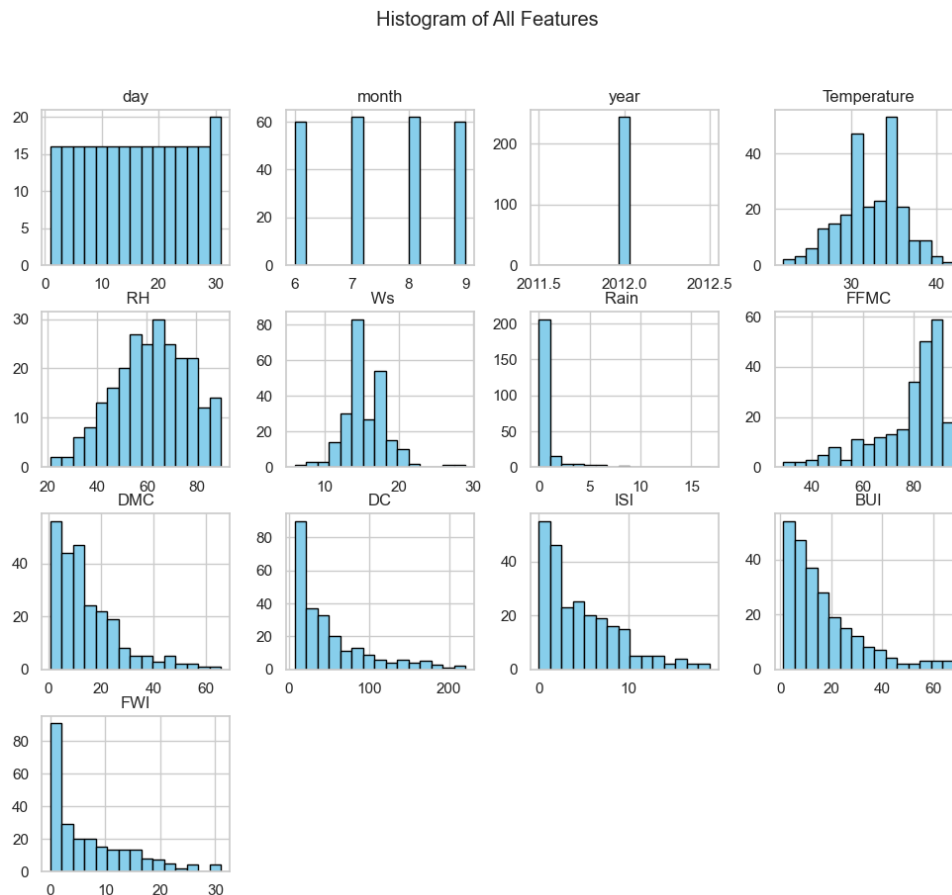 Histogram of All Features
day month year Temperature
20 60 200 40
15 40 100 20
10 20
5
0 0 0 0
0 10 20 30 6 7 8 9 2011.5 2012.0 2012.5 30 40
RH Ws Rain FFMC
30 80 200 60
20 60 150 40
10 40 100 20
20 50
0 0 0 0
20 40 60 80 10 20 30 0 5 10 15 40 60 80
DMC DC ISI BUI
40 80 40 40
20 60 20 20
40
20
0 0 0 0
0 20 40 60 0 100 200 0 10 0 20 40 60
FWI
80
60
40
20
0
0 10 20 30